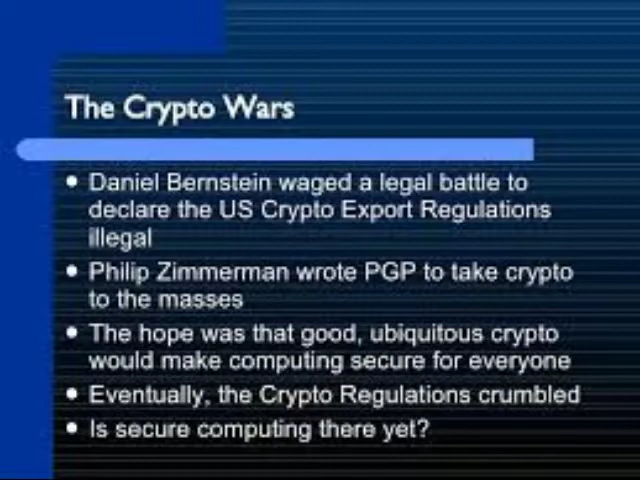 The Crypto Wars
Daniel Bernstein waged a legal battle to
declare the US Crypto Export Regulations
illegal
Philip Zimmerman wrote PGP to take crypto
to the masses
The hope was that good, ubiquitous crypto
would make computing secure for everyone
Eventually, the Crypto Regulations crumbled
Is secure computing there yet?